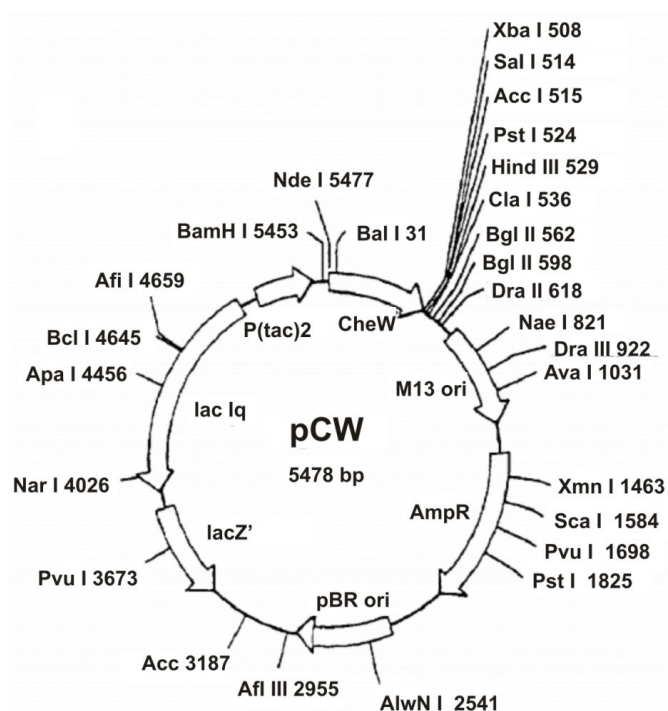 Xba I 508
Sal I 514
Acc I 515
Pst I 524
Hind III 529
Cla I 536
Bgl II 562
Bgl II 598
Dra II 618
Nae I 821
Dra III 922
Ava I 1031
Nde I 5477
BamH I 5453
Bal I 31
Afi I 4659
Bcl I 4645
Apa I 4456
P(tac)2
CheW
M13 ori
lac Iq
pCW
5478 bp
Nar I 4026
AmpR
Xmn I 1463
Sca I 1584
Pvu I 1698
Pst I 1825
lacZ'
Pvu I 3673
pBR ori
Acc 3187
Afl III 2955
AlwN I 2541